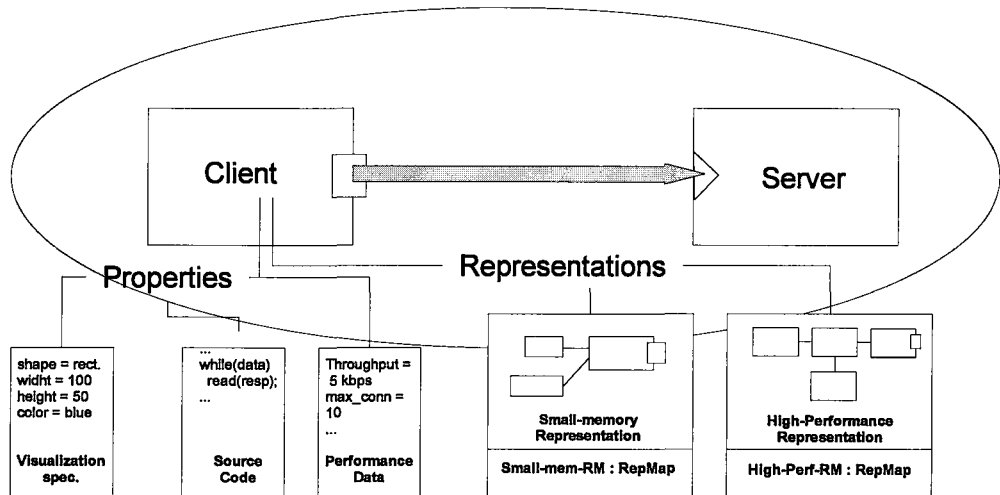 Client
Server
Properties
Representations
shape = rect.
widht = 100
height = 50
color = blue
Visualization
spec.
...
while(data)
read(resp);
...
Source
Code
Throughput =
5 kbps
max_conn =
10
...
Performance
Data
Small-memory
Representation
Small-mem-RM : RepMap
High-Performance
Representation
High-Perf-RM : RepMap